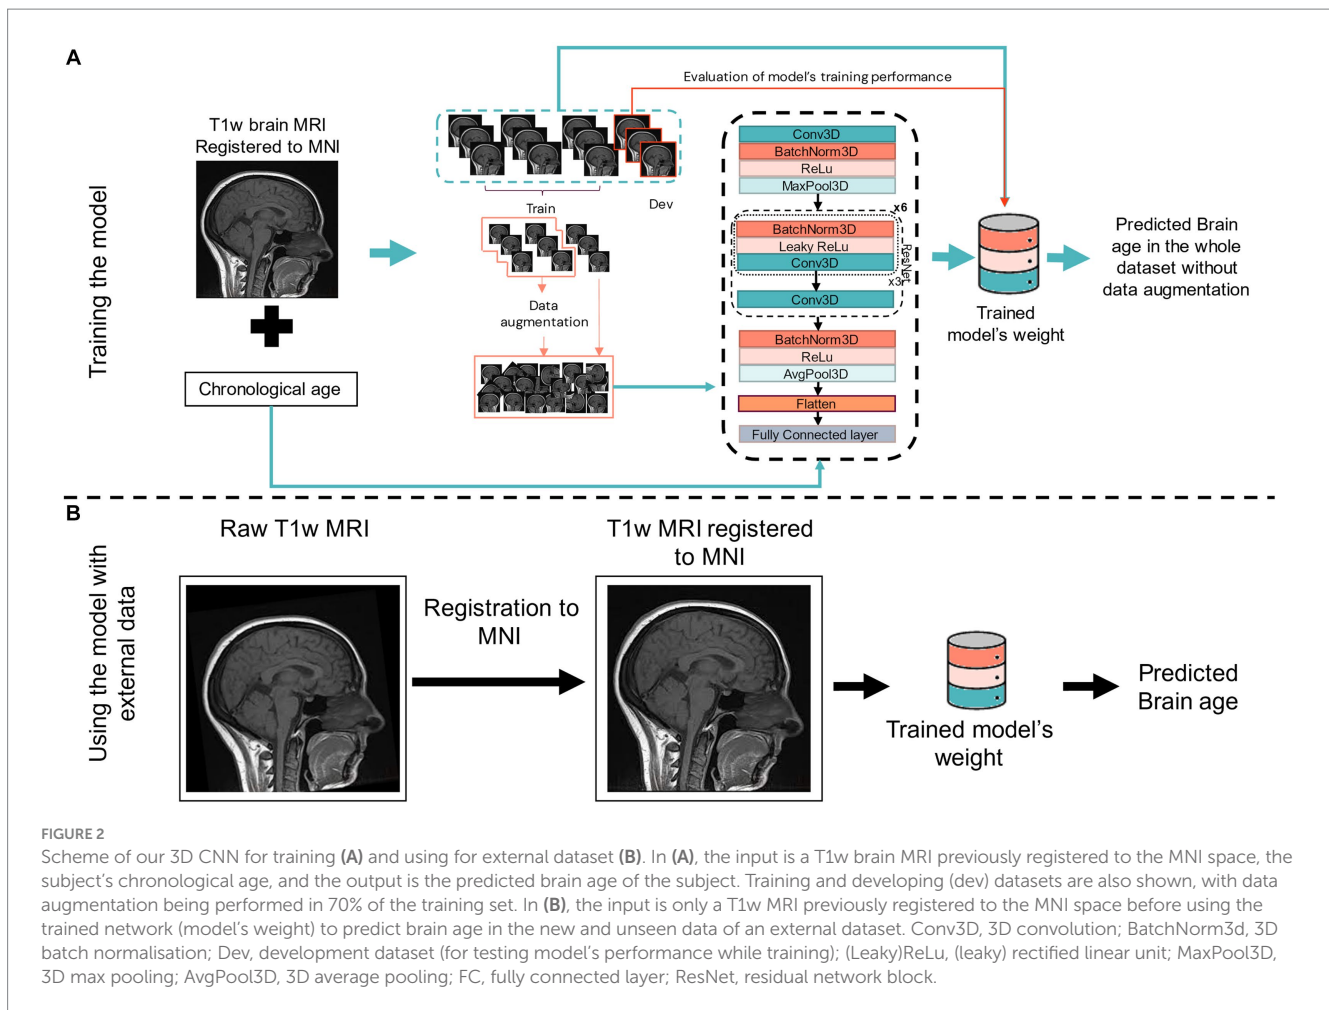 A
Training the model
T1w brain MRI
Registered to MNI
Chronological age
Evaluation of model's training performance
Train
Dev
Data
augmentation
Conv3D
BatchNorm3D
ReLu
MaxPool3D
x6
BatchNorm3D
Leaky ReLu
Conv3D
ResNet
x3
Conv3D
BatchNorm3D
ReLu
AvgPool3D
Flatten
Fully Connected layer
Trained
model's weight
Predicted Brain
age in the whole
dataset without
data augmentation
B
Using the model with
external data
Raw T1w MRI
Registration to
MNI
T1w MRI registered
to MNI
Trained model's
weight
Predicted
Brain age
FIGURE 2
Scheme of our 3D CNN for training (A) and using for external dataset (B). In (A), the input is a T1w brain MRI previously registered to the MNI space, the
subject's chronological age, and the output is the predicted brain age of the subject. Training and developing (dev) datasets are also shown, with data
augmentation being performed in 70% of the training set. In (B), the input is only a T1w MRI previously registered to the MNI space before using the
trained network (model's weight) to predict brain age in the new and unseen data of an external dataset. Conv3D, 3D convolution; BatchNorm3d, 3D
batch normalisation; Dev, development dataset (for testing model's performance while training); (Leaky)ReLu, (leaky) rectified linear unit; MaxPool3D,
3D max pooling; AvgPool3D, 3D average pooling; FC, fully connected layer; ResNet, residual network block.